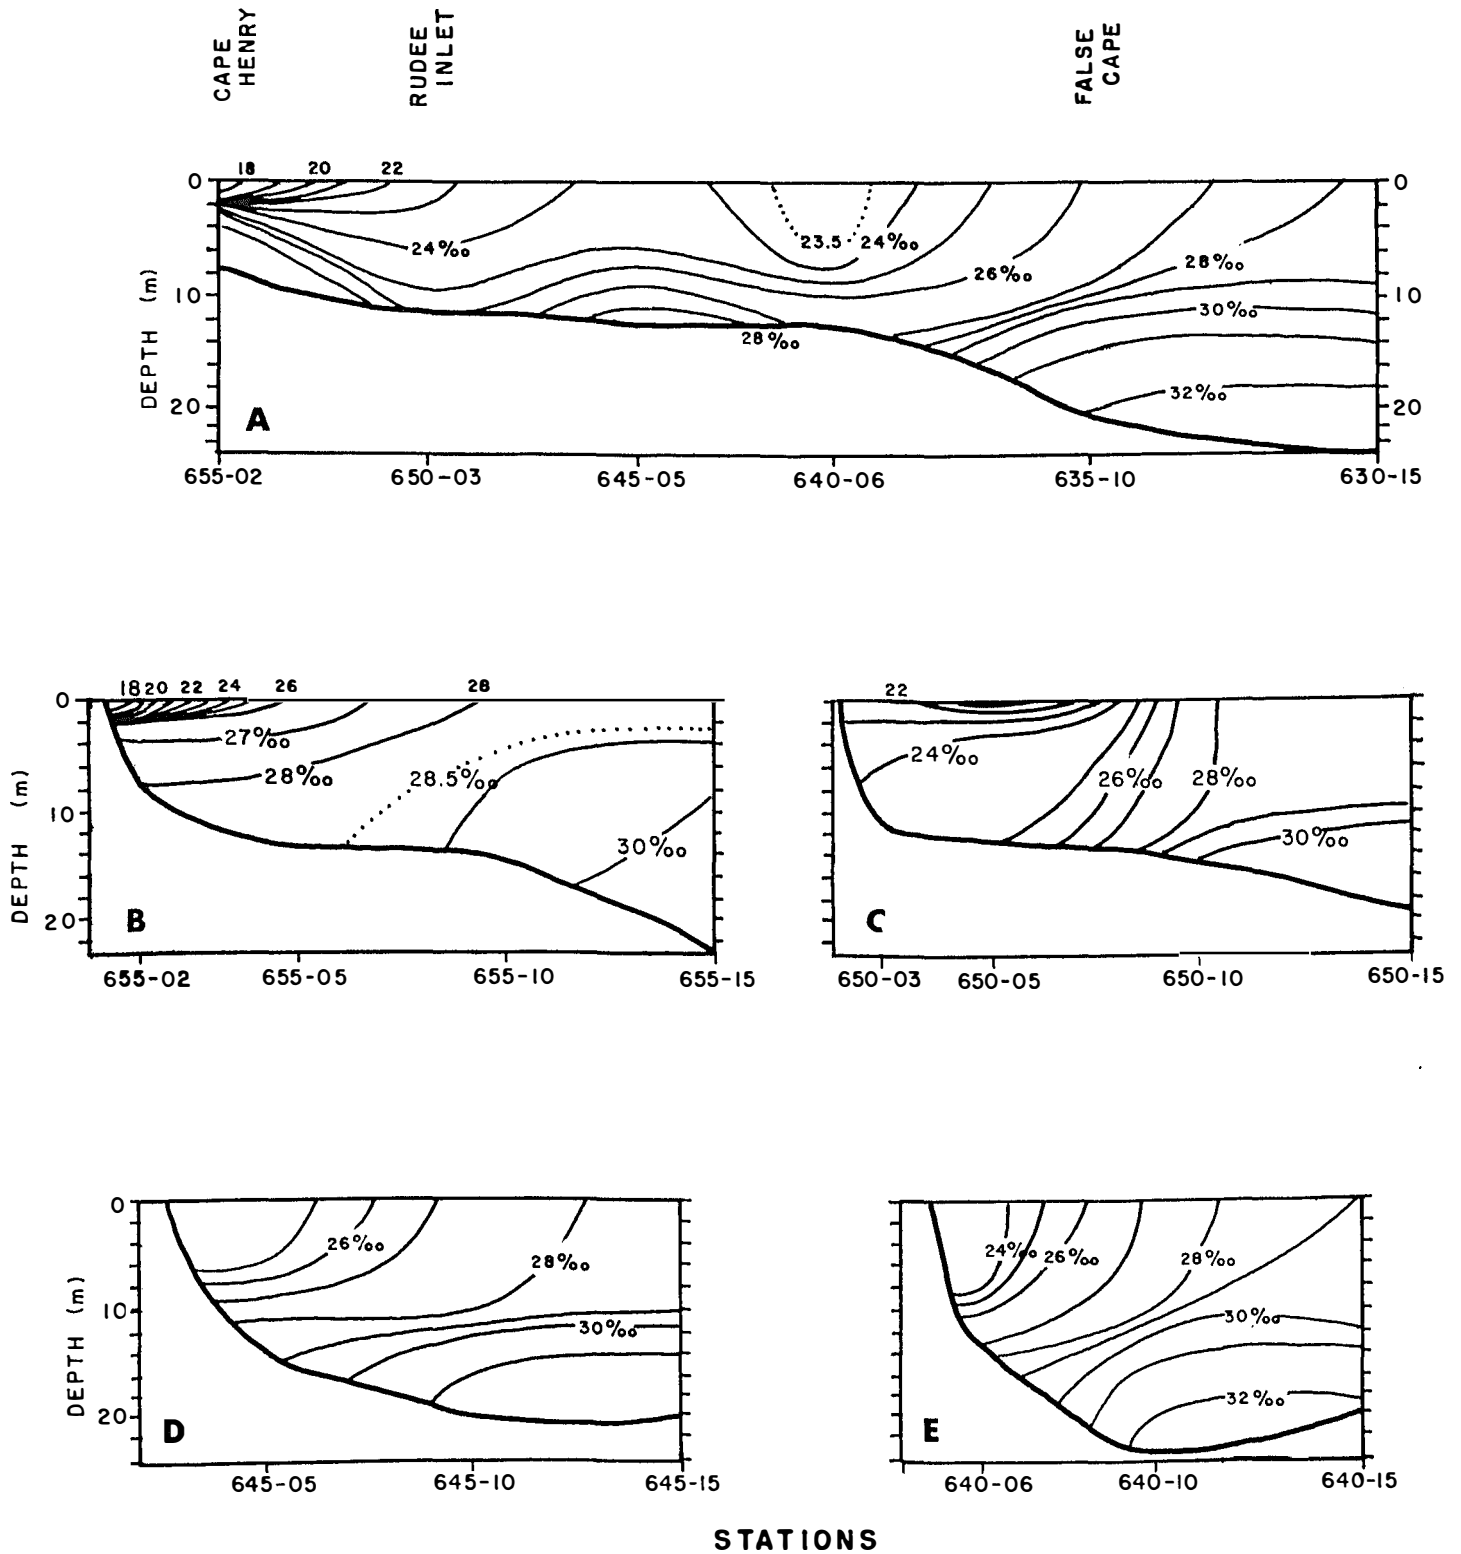 CAPE
HENRY
RUDEE
INLET
FALSE
CAPE
18 20 22
0 0
24‰
23.5 24‰
26‰
28‰
10 10
30‰
28‰
32‰
20 20
DEPTH (m)
A
655-02 650-03 645-05 640-06 635-10 630-15
18 20 22 24 26 28
0
27‰
28‰
28.5‰
10
30‰
20
DEPTH (m)
B
655-02 655-05 655-10 655-15
22
24‰
26‰ 28‰
30‰
C
650-03 650-05 650-10 650-15
0
26‰
28‰
10
30‰
20
DEPTH (m)
D
645-05 645-10 645-15
24‰ 26‰ 28‰
30‰
32‰
E
640-06 640-10 640-15
STATIONS